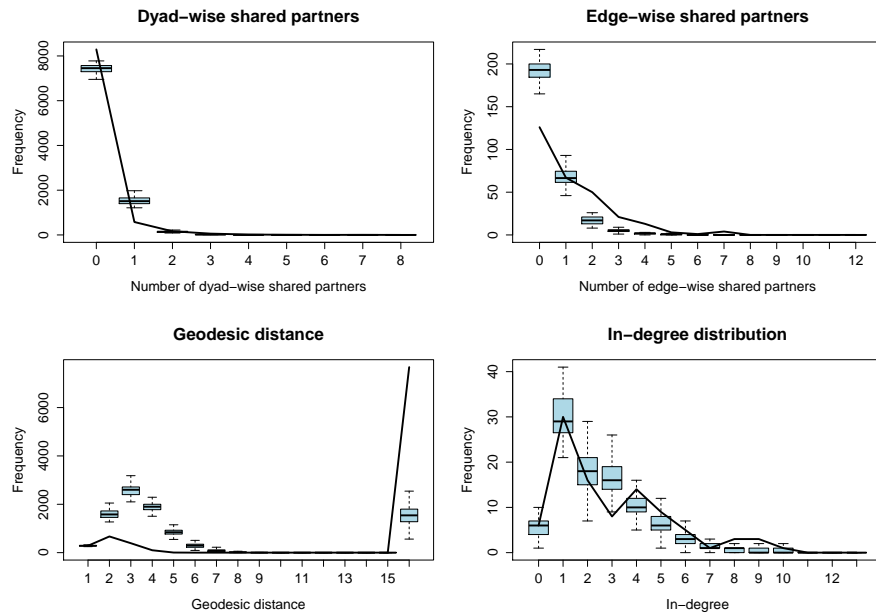 Dyad−wise shared partners
Frequency
0 2000 4000 6000 8000
0 1 2 3 4 5 6 7 8
Number of dyad−wise shared partners
Edge−wise shared partners
Frequency
0 50 100 150 200
0 1 2 3 4 5 6 7 8 10 12
Number of edge−wise shared partners
Geodesic distance
Frequency
0 2000 4000 6000
1 2 3 4 5 6 7 8 9 11 13 15
Geodesic distance
In−degree distribution
Frequency
0 10 20 30 40
0 1 2 3 4 5 6 7 8 9 10 12
In−degree